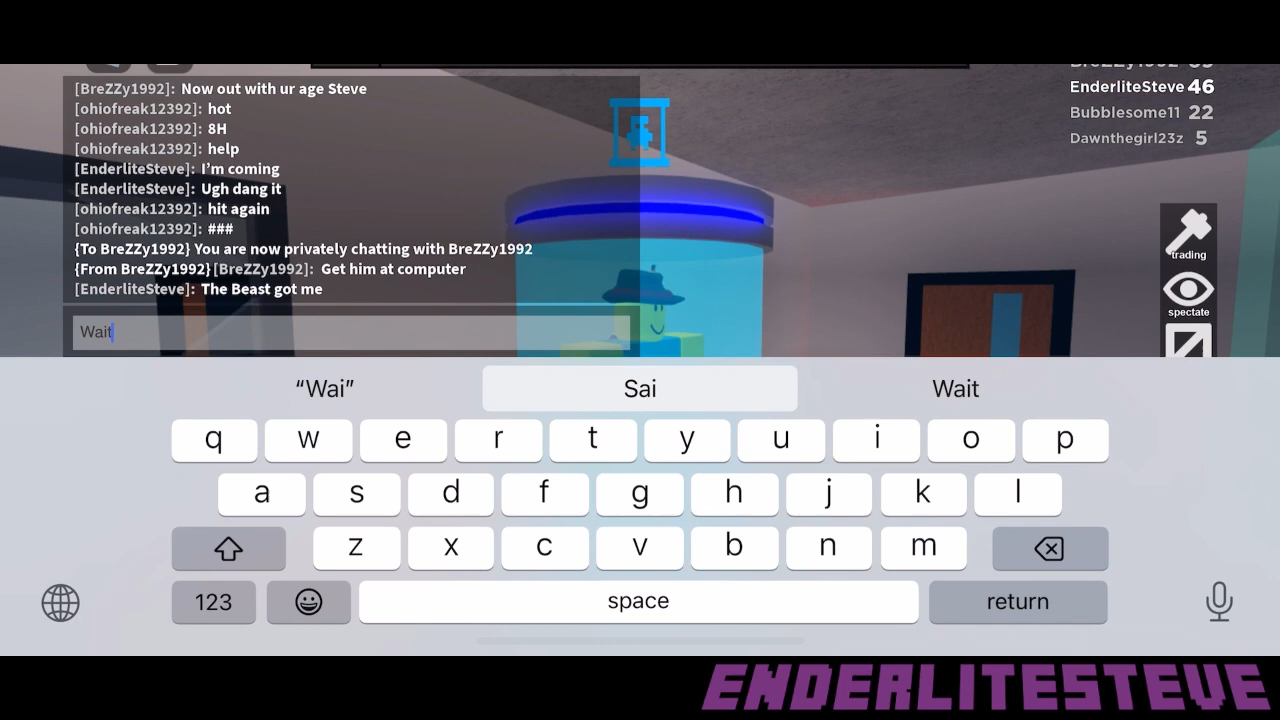 [BreZZy1992]: Now out with ur age Steve
[ohiofreak12392]: hot
[ohiofreak12392]: 8H
[ohiofreak12392]: help
[EnderliteSteve]: I'm coming
[EnderliteSteve]: Ugh dang it
[ohiofreak12392]: hit again
[ohiofreak12392]: ###
{To BreZZy1992} You are now privately chatting with BreZZy1992
{From BreZZy1992}[BreZZy1992]: Get him at computer
[EnderliteSteve]: The Beast got me
Wait
EnderliteSteve 46
Bubblesome11 22
Dawnthegirl23z 5
trading
spectate
“Wai” Sai Wait
q w e r t y u i o p
a s d f g h j k l
z x c v b n m
123 space return
ENDERLITESTEVE